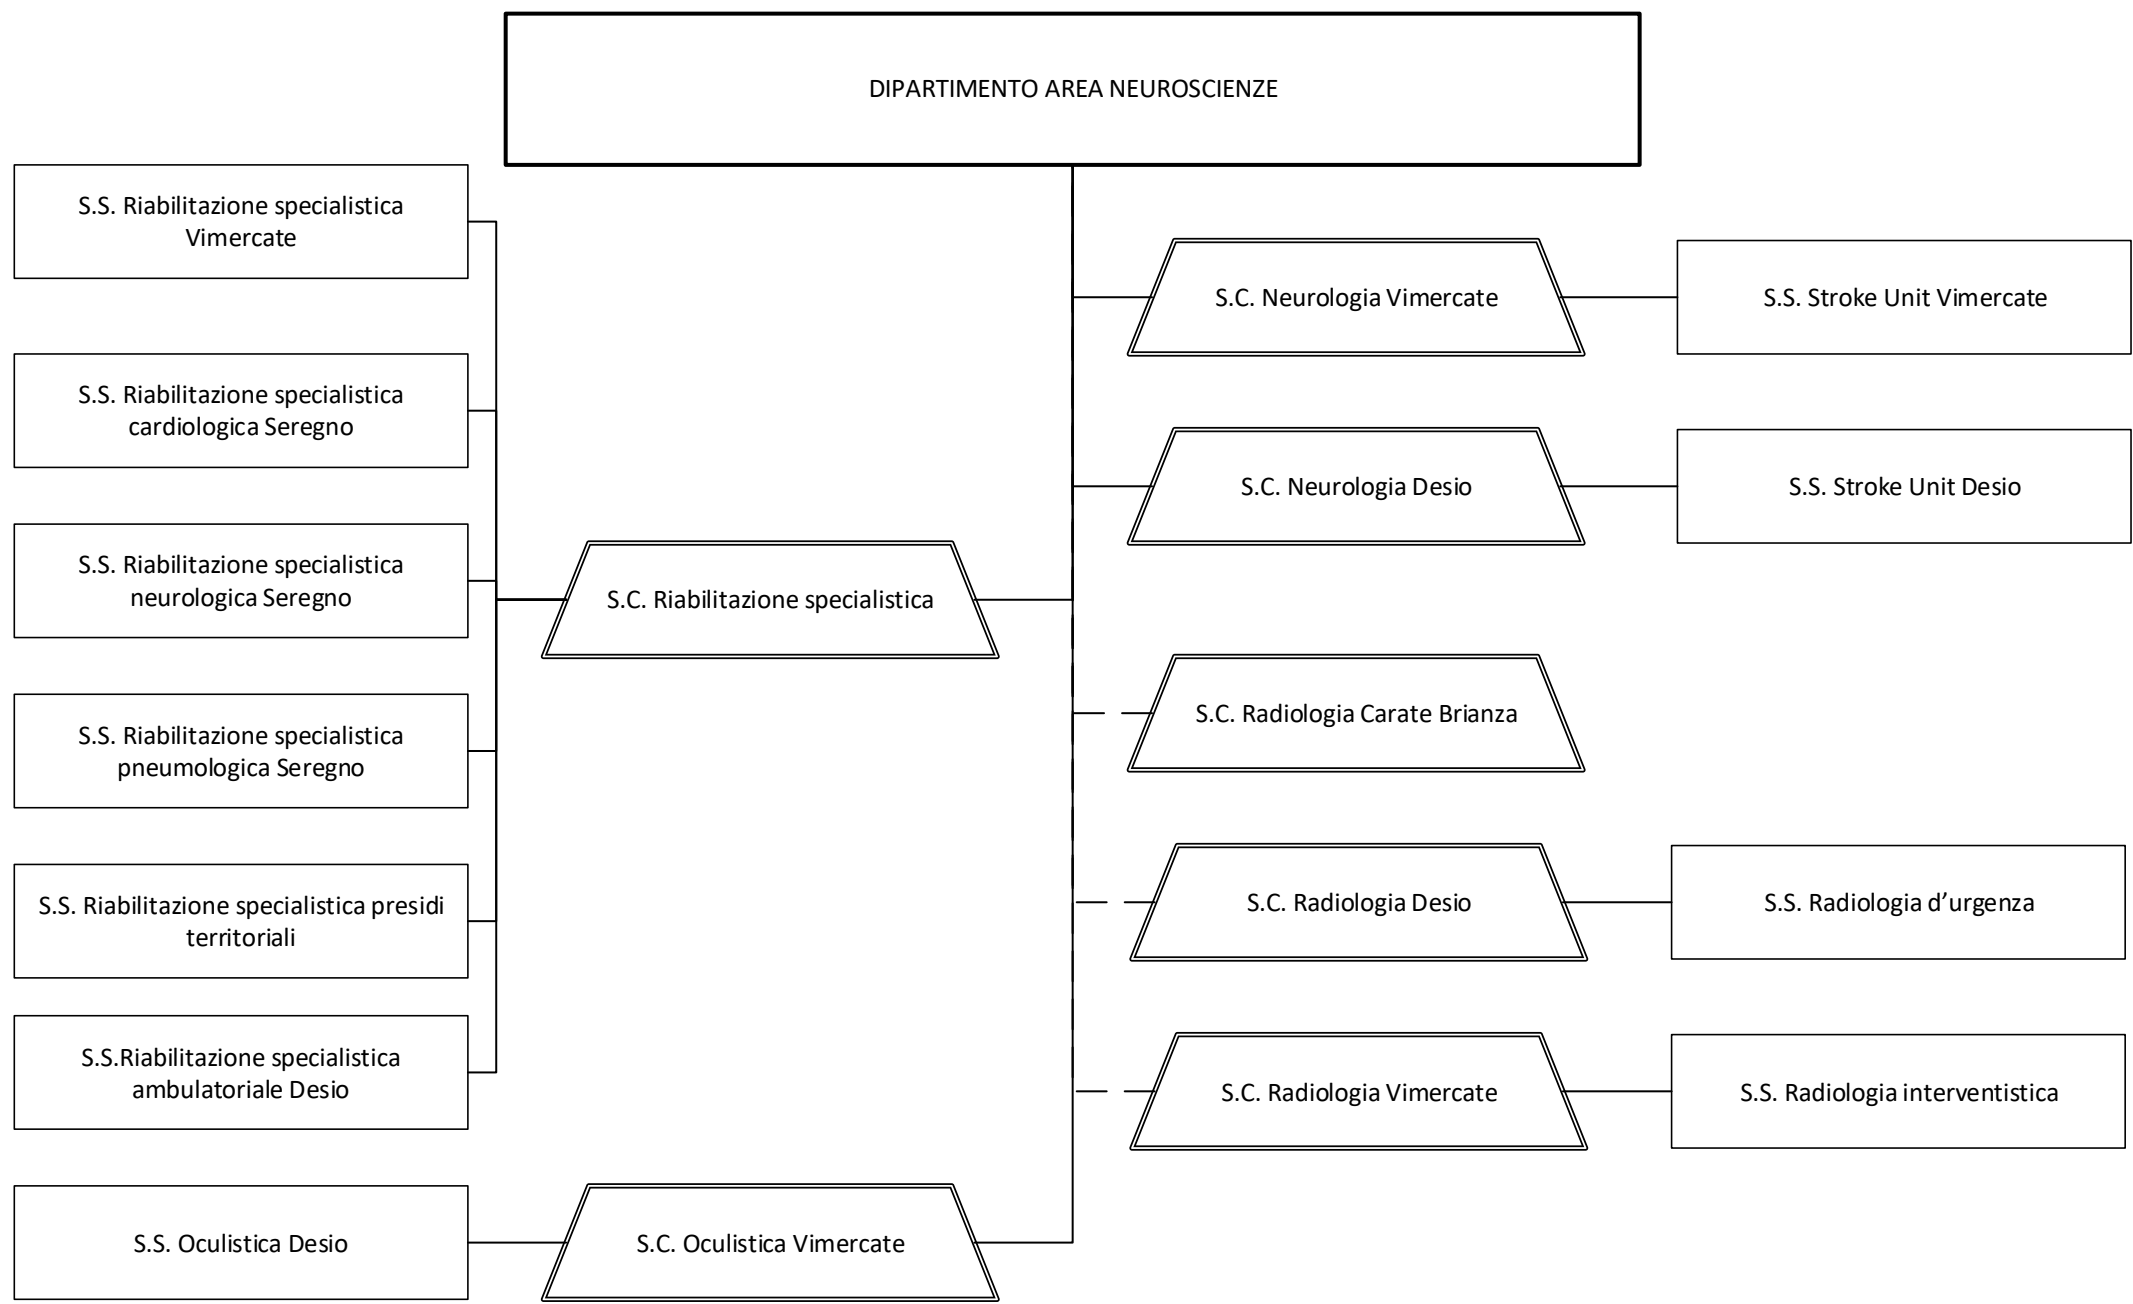 DIPARTIMENTO AREA NEUROSCIENZE
S.S. Riabilitazione specialistica
Vimercate
S.S. Riabilitazione specialistica
cardiologica Seregno
S.S. Riabilitazione specialistica
neurologica Seregno
S.S. Riabilitazione specialistica
pneumologica Seregno
S.S. Riabilitazione specialistica presidi
territoriali
S.S.Riabilitazione specialistica
ambulatoriale Desio
S.S. Oculistica Desio
S.C. Riabilitazione specialistica
S.C. Oculistica Vimercate
S.C. Neurologia Vimercate
S.S. Stroke Unit Vimercate
S.C. Neurologia Desio
S.S. Stroke Unit Desio
S.C. Radiologia Carate Brianza
S.C. Radiologia Desio
S.S. Radiologia d’urgenza
S.C. Radiologia Vimercate
S.S. Radiologia interventistica